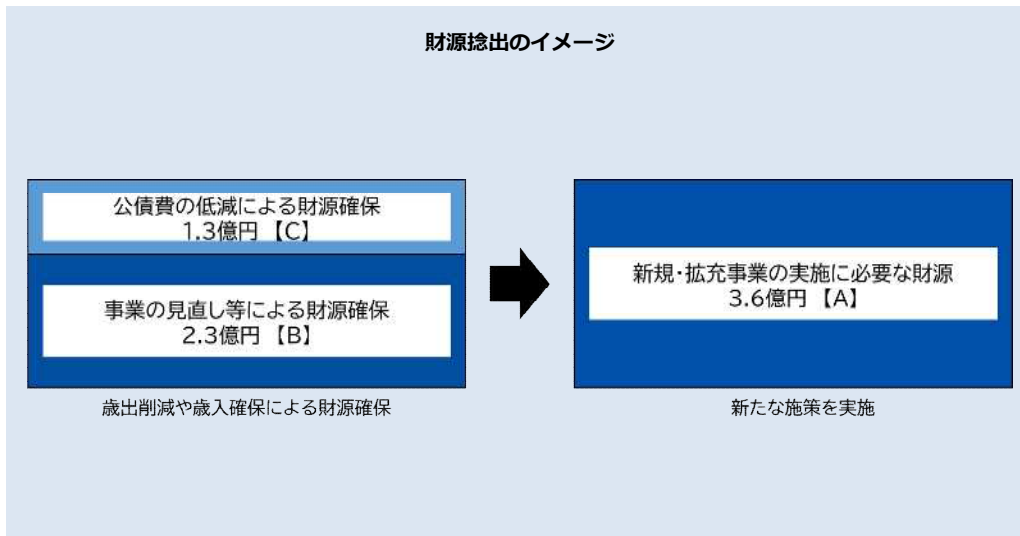 財源捻出のイメージ
公債費の低減による財源確保
1.3億円【C】
事業の見直し等による財源確保
2.3億円【B】
歳出削減や歳入確保による財源確保
新規・拡充事業の実施に必要な財源
3.6億円【A】
新たな施策を実施